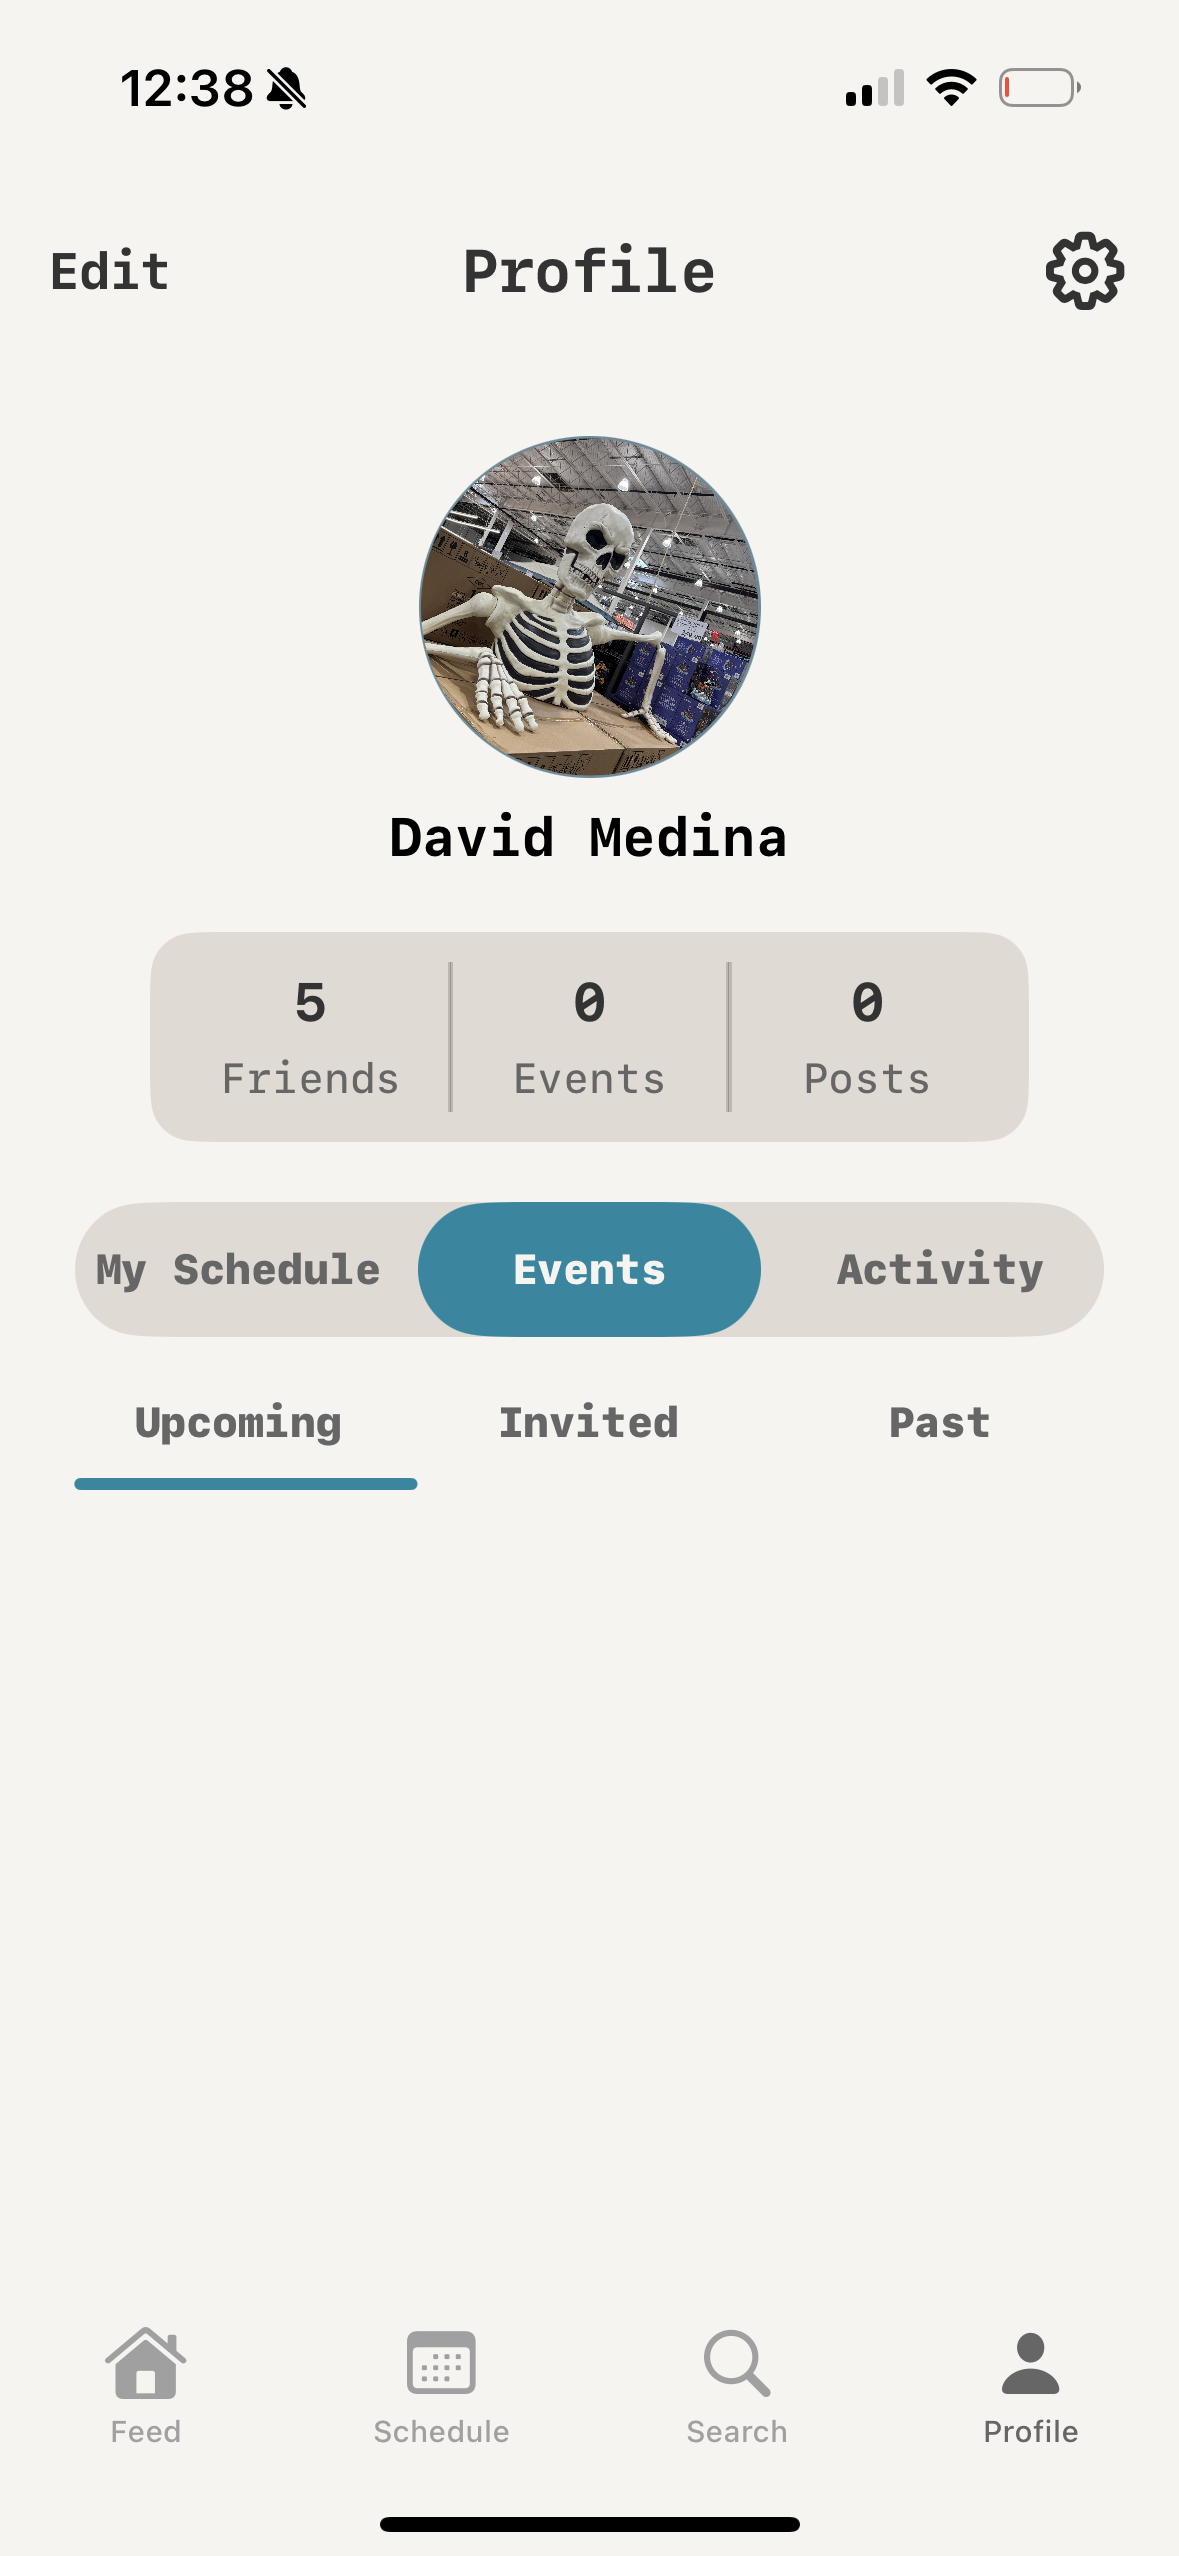 12:38
Edit Profile
David Medina
5 0 0
Friends Events Posts
My Schedule Events Activity
Upcoming Invited Past
Feed Schedule Search Profile